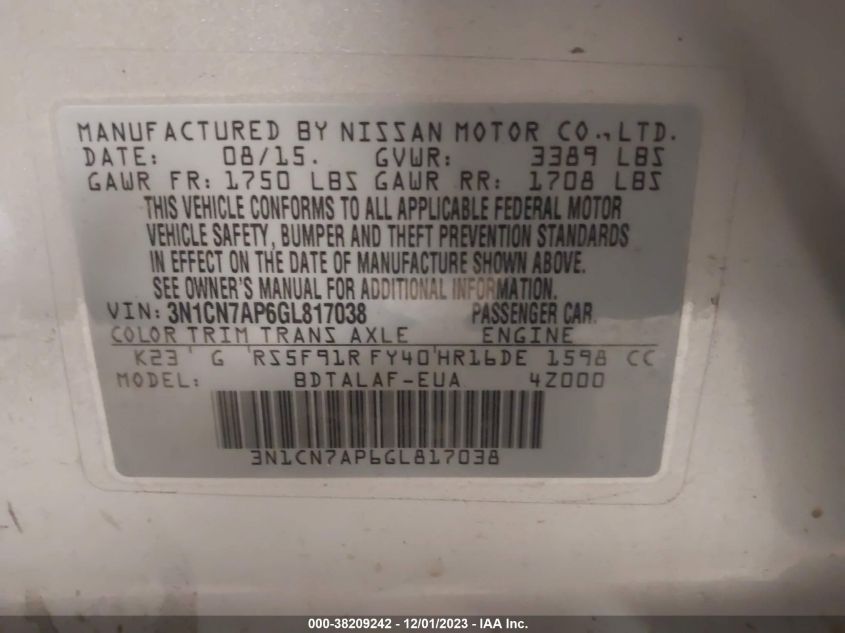 MANUFACTURED BY NISSAN MOTOR CO.,LTD.
DATE: 08/15. GVWR: 3389 LBS
GAWR FR: 1750 LBS GAWR RR: 1708 LBS
THIS VEHICLE CONFORMS TO ALL APPLICABLE FEDERAL MOTOR
VEHICLE SAFETY, BUMPER AND THEFT PREVENTION STANDARDS
IN EFFECT ON THE DATE OF MANUFACTURE SHOWN ABOVE.
SEE OWNER'S MANUAL FOR ADDITIONAL INFORMATION.
VIN: 3N1CN7AP6GL817038 PASSENGER CAR.
COLOR TRIM TRANS AXLE ENGINE
K23 G RS5F91R FY40 HR16DE 1598 CC
MODEL: BDTALAF-EUA 4Z000
3N1CN7AP6GL817038
000-38209242 - 12/01/2023 - IAA Inc.